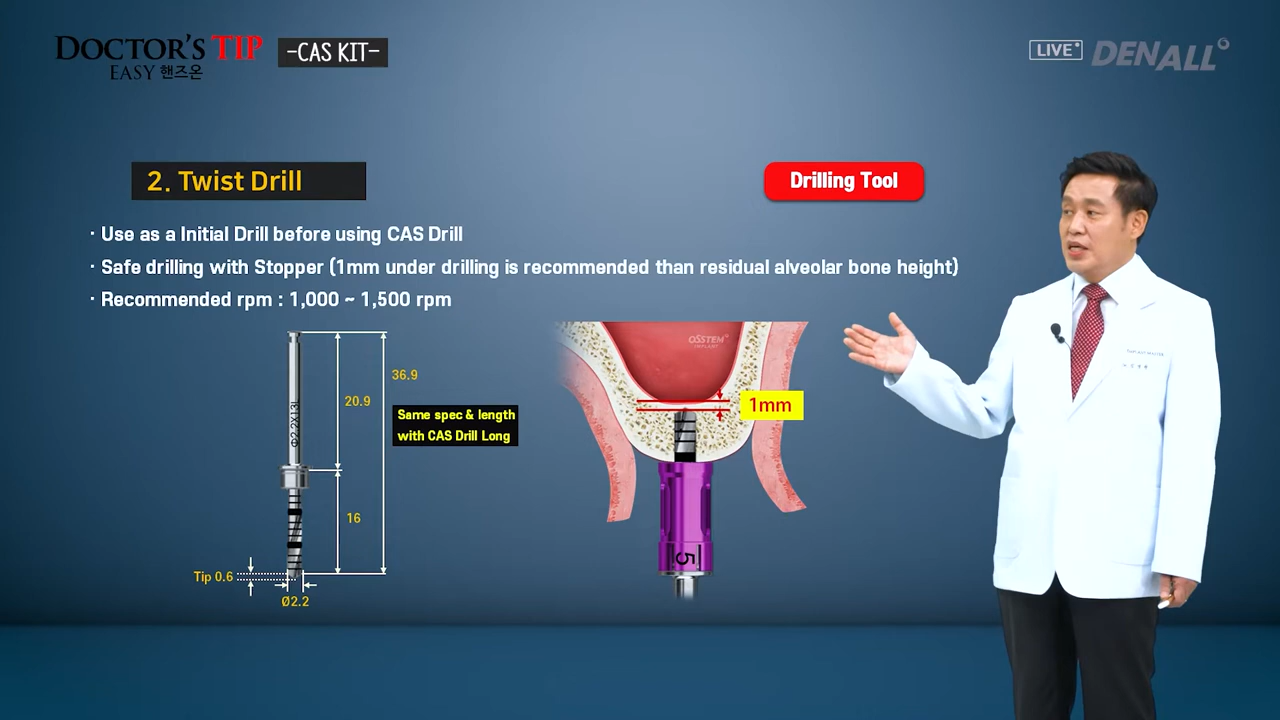 DOCTOR'S TIP
EASY 핸즈온
-CAS KIT-
LIVE
DENALL
2. Twist Drill
Drilling Tool
· Use as a Initial Drill before using CAS Drill
· Safe drilling with Stopper (1mm under drilling is recommended than residual alveolar bone height)
· Recommended rpm : 1,000 ~ 1,500 rpm
36.9
20.9
Same spec & length
with CAS Drill Long
16
Tip 0.6
Ø2.2
Ø2.2X13L
OSSTEM
IMPLANT
1mm
5